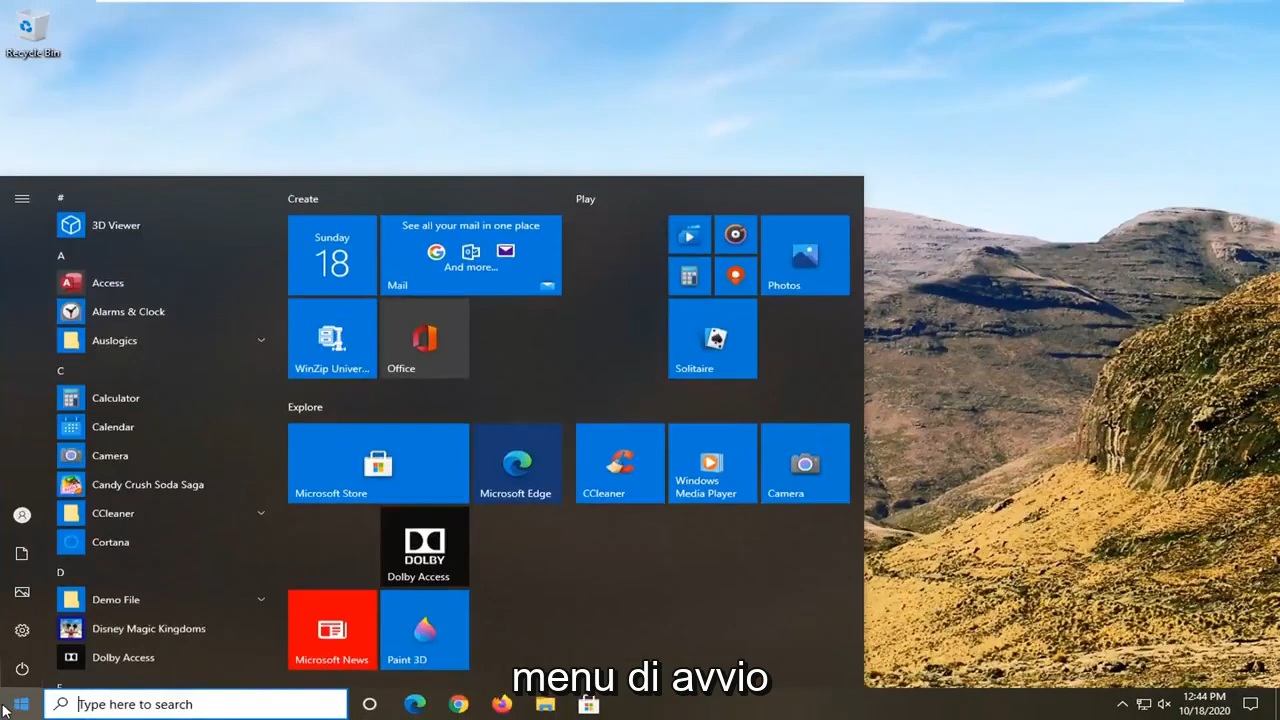 Recycle Bin
#
3D Viewer
A
Access
Alarms & Clock
Auslogics
C
Calculator
Calendar
Camera
Candy Crush Soda Saga
CCleaner
Cortana
D
Demo File
Disney Magic Kingdoms
Dolby Access
Create
Sunday
18
See all your mail in one place
And more...
Mail
WinZip Univer...
Office
Explore
Microsoft Store
Microsoft Edge
DOLBY
Dolby Access
Microsoft News
Paint 3D
Play
Photos
Solitaire
CCleaner
Windows
Media Player
Camera
menu di avvio
Type here to search
12:44 PM
10/18/2020